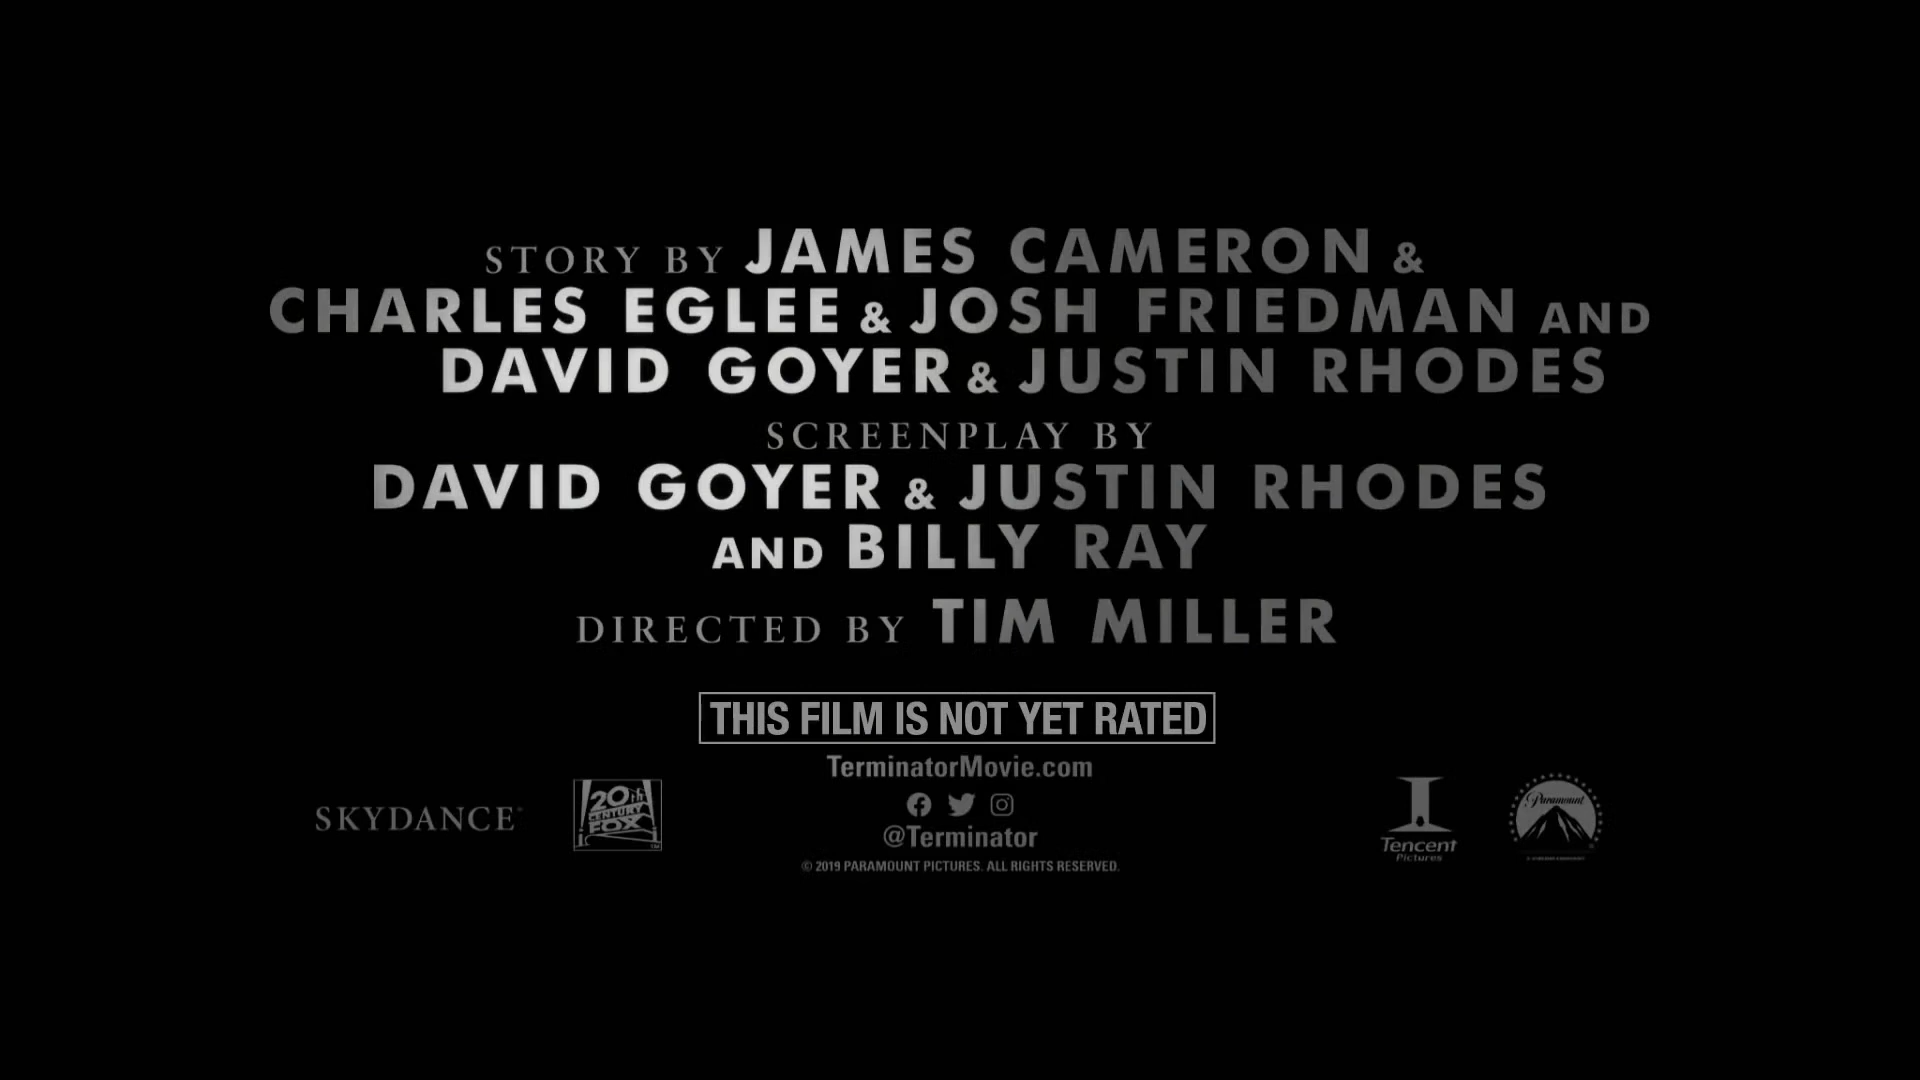 STORY BY JAMES CAMERON &
CHARLES EGLEE & JOSH FRIEDMAN AND
DAVID GOYER & JUSTIN RHODES
SCREENPLAY BY
DAVID GOYER & JUSTIN RHODES
AND BILLY RAY
DIRECTED BY TIM MILLER
THIS FILM IS NOT YET RATED
TerminatorMovie.com
@Terminator
© 2019 PARAMOUNT PICTURES. ALL RIGHTS RESERVED.
SKYDANCE
20th
CENTURY
FOX
Tencent
Pictures
Paramount